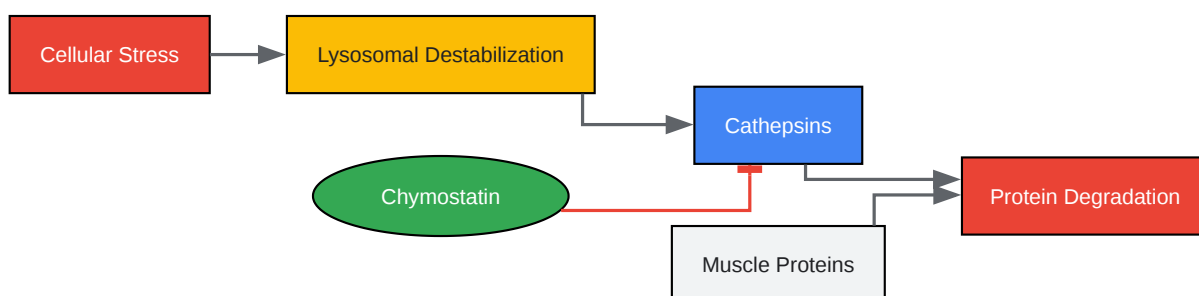 Cellular Stress
Lysosomal Destabilization
Cathepsins
Chymostatin
Protein Degradation
Muscle Proteins